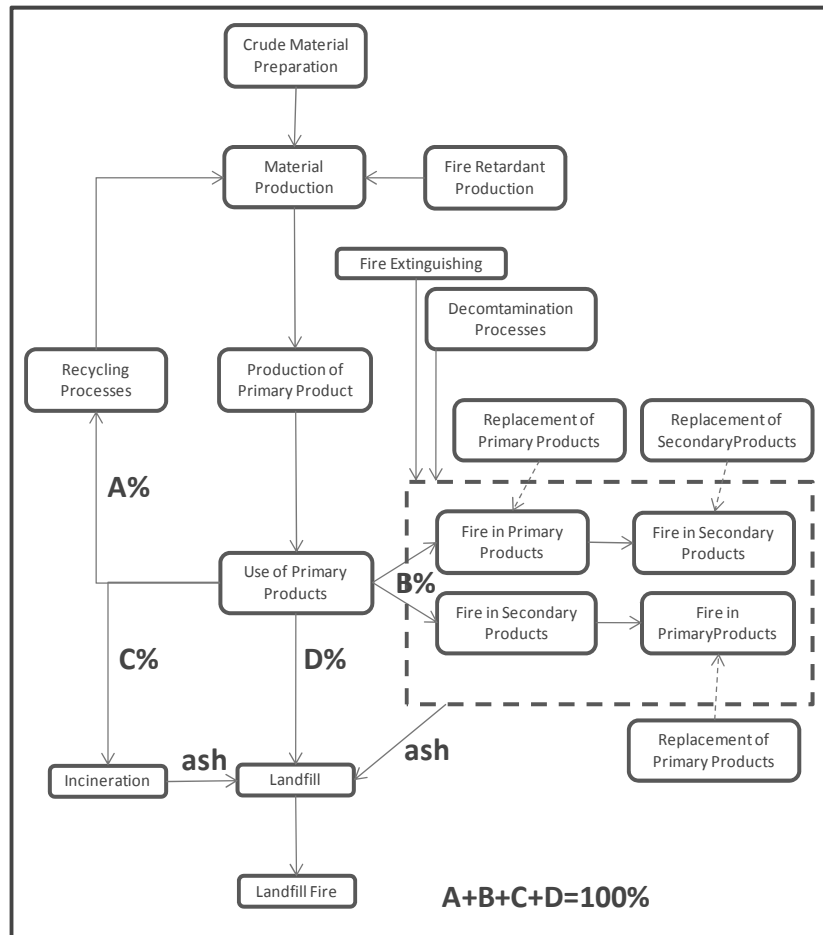 Crude Material
Preparation
Material
Production
Fire Retardant
Production
Fire Extinguishing
Decomtamination
Processes
Recycling
Processes
Production of
Primary Product
Replacement of
Primary Products
Replacement of
SecondaryProducts
A%
Fire in Primary
Products
Fire in Secondary
Products
Use of Primary
Products
B%
Fire in Secondary
Products
Fire in
PrimaryProducts
C%
D%
Replacement of
Primary Products
Incineration
ash
Landfill
ash
Landfill Fire
A+B+C+D=100%